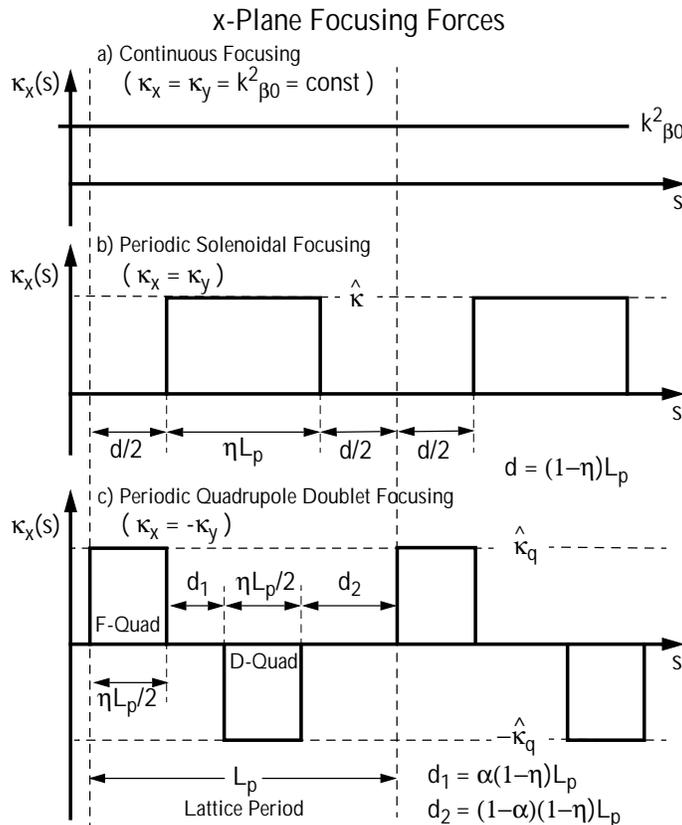 x-Plane Focusing Forces
a) Continuous Focusing
κx(s) ( κx = κy = k²β0 = const )
k²β0
s
b) Periodic Solenoidal Focusing
κx(s) ( κx = κy )
κ̂
s
d/2 ηLp d/2 d/2
d = (1−η)Lp
c) Periodic Quadrupole Doublet Focusing
κx(s) ( κx = -κy )
κ̂q
d1 ηLp/2 d2
F-Quad
s
D-Quad
ηLp/2
−κ̂q
Lp
d1 = α(1−η)Lp
Lattice Period
d2 = (1−α)(1−η)Lp